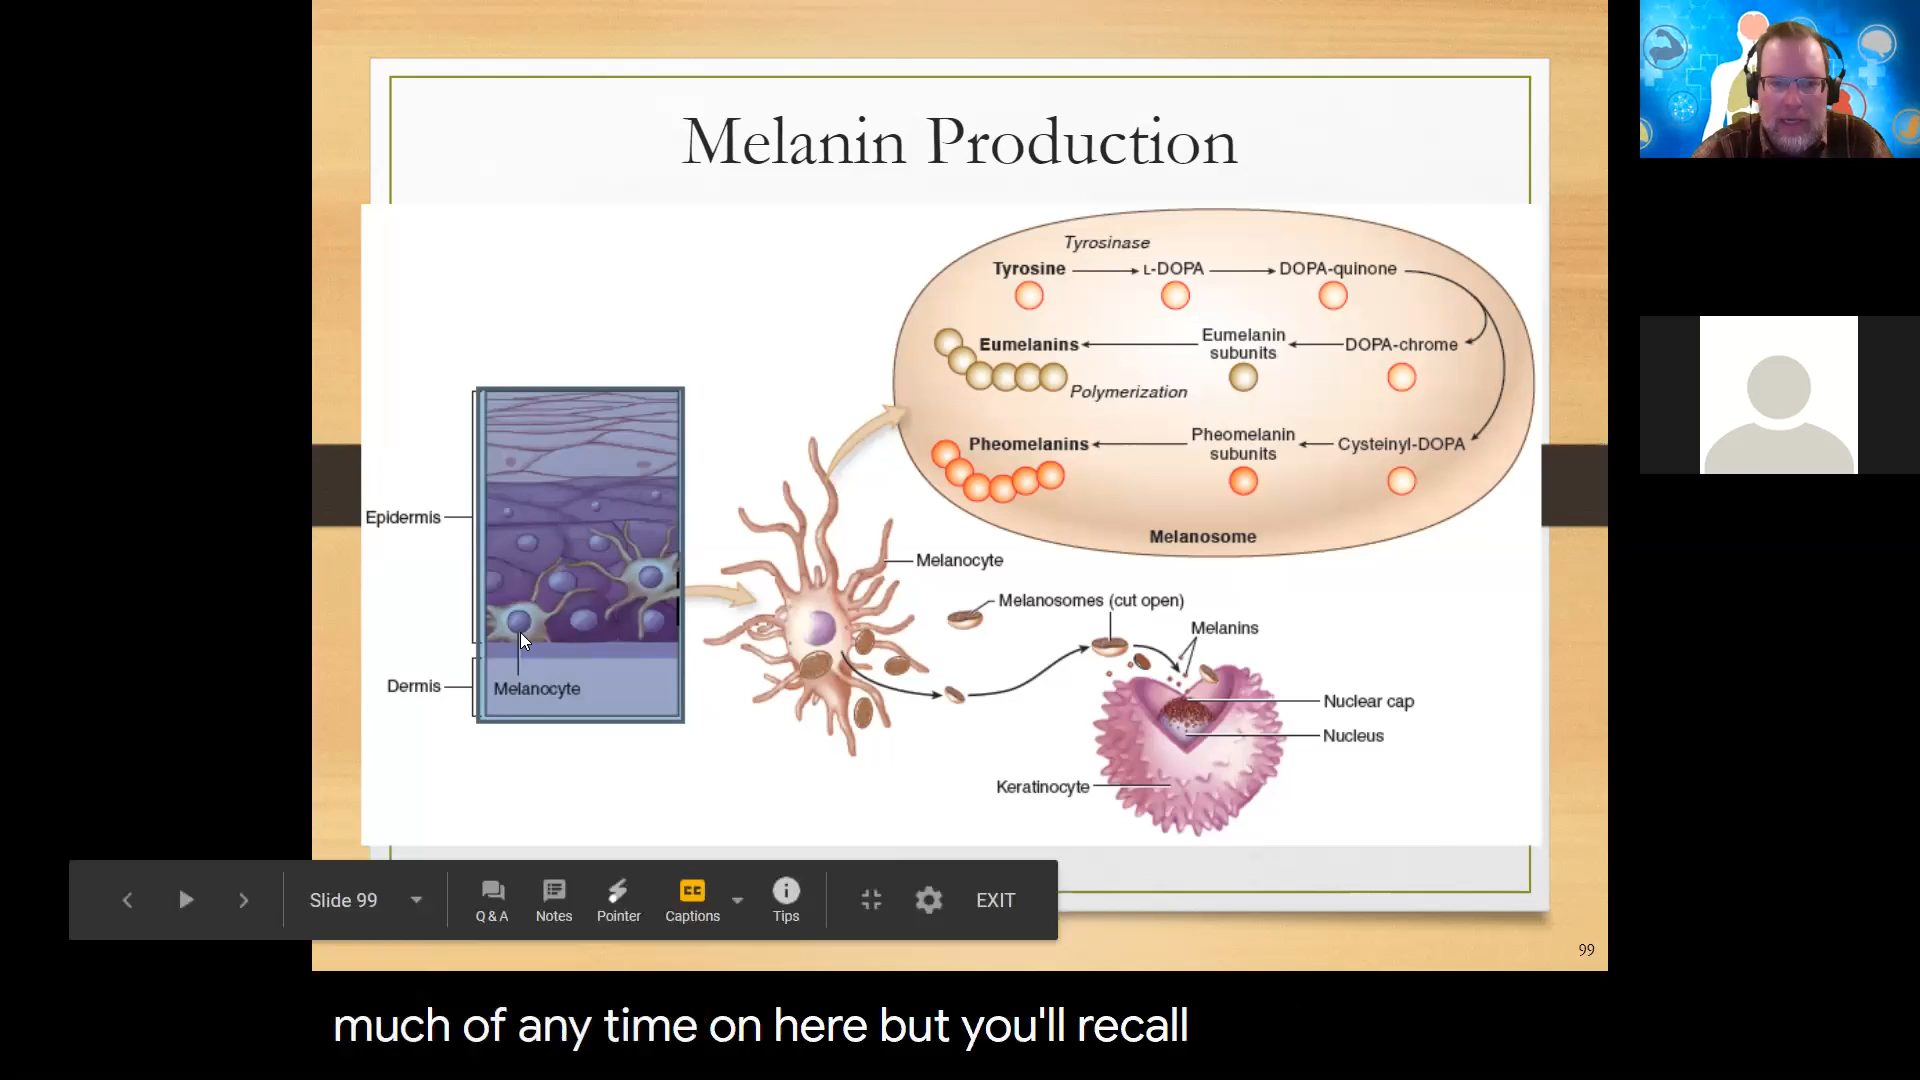 Melanin Production
Tyrosinase
Tyrosine
L-DOPA
DOPA-quinone
Eumelanins
Eumelanin
subunits
DOPA-chrome
Polymerization
Pheomelanins
Pheomelanin
subunits
Cysteinyl-DOPA
Melanosome
Epidermis
Dermis
Melanocyte
Melanocyte
Melanosomes (cut open)
Melanins
Nuclear cap
Nucleus
Keratinocyte
Slide 99
Q & A
Notes
Pointer
CC
Captions
Tips
EXIT
99
much of any time on here but you'll recall